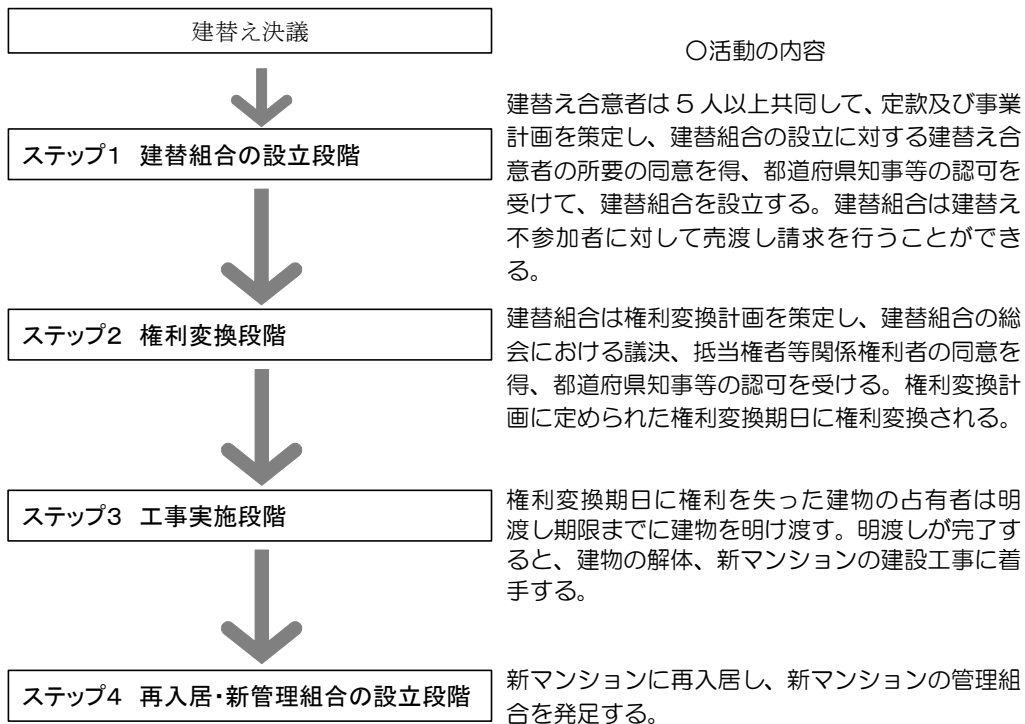 建替え決議
〇活動の内容
ステップ1 建替組合の設立段階
建替え合意者は5人以上共同して、定款及び事業
計画を策定し、建替組合の設立に対する建替え合
意者の所要の同意を得、都道府県知事等の認可を
受けて、建替組合を設立する。建替組合は建替え
不参加者に対して売渡し請求を行うことができ
る。
ステップ2 権利変換段階
建替組合は権利変換計画を策定し、建替組合の総
会における議決、抵当権者等関係権利者の同意を
得、都道府県知事等の認可を受ける。権利変換計
画に定められた権利変換期日に権利変換される。
ステップ3 工事実施段階
権利変換期日に権利を失った建物の占有者は明
渡し期限までに建物を明け渡す。明渡しが完了す
ると、建物の解体、新マンションの建設工事に着
手する。
ステップ4 再入居・新管理組合の設立段階
新マンションに再入居し、新マンションの管理組
合を発足する。